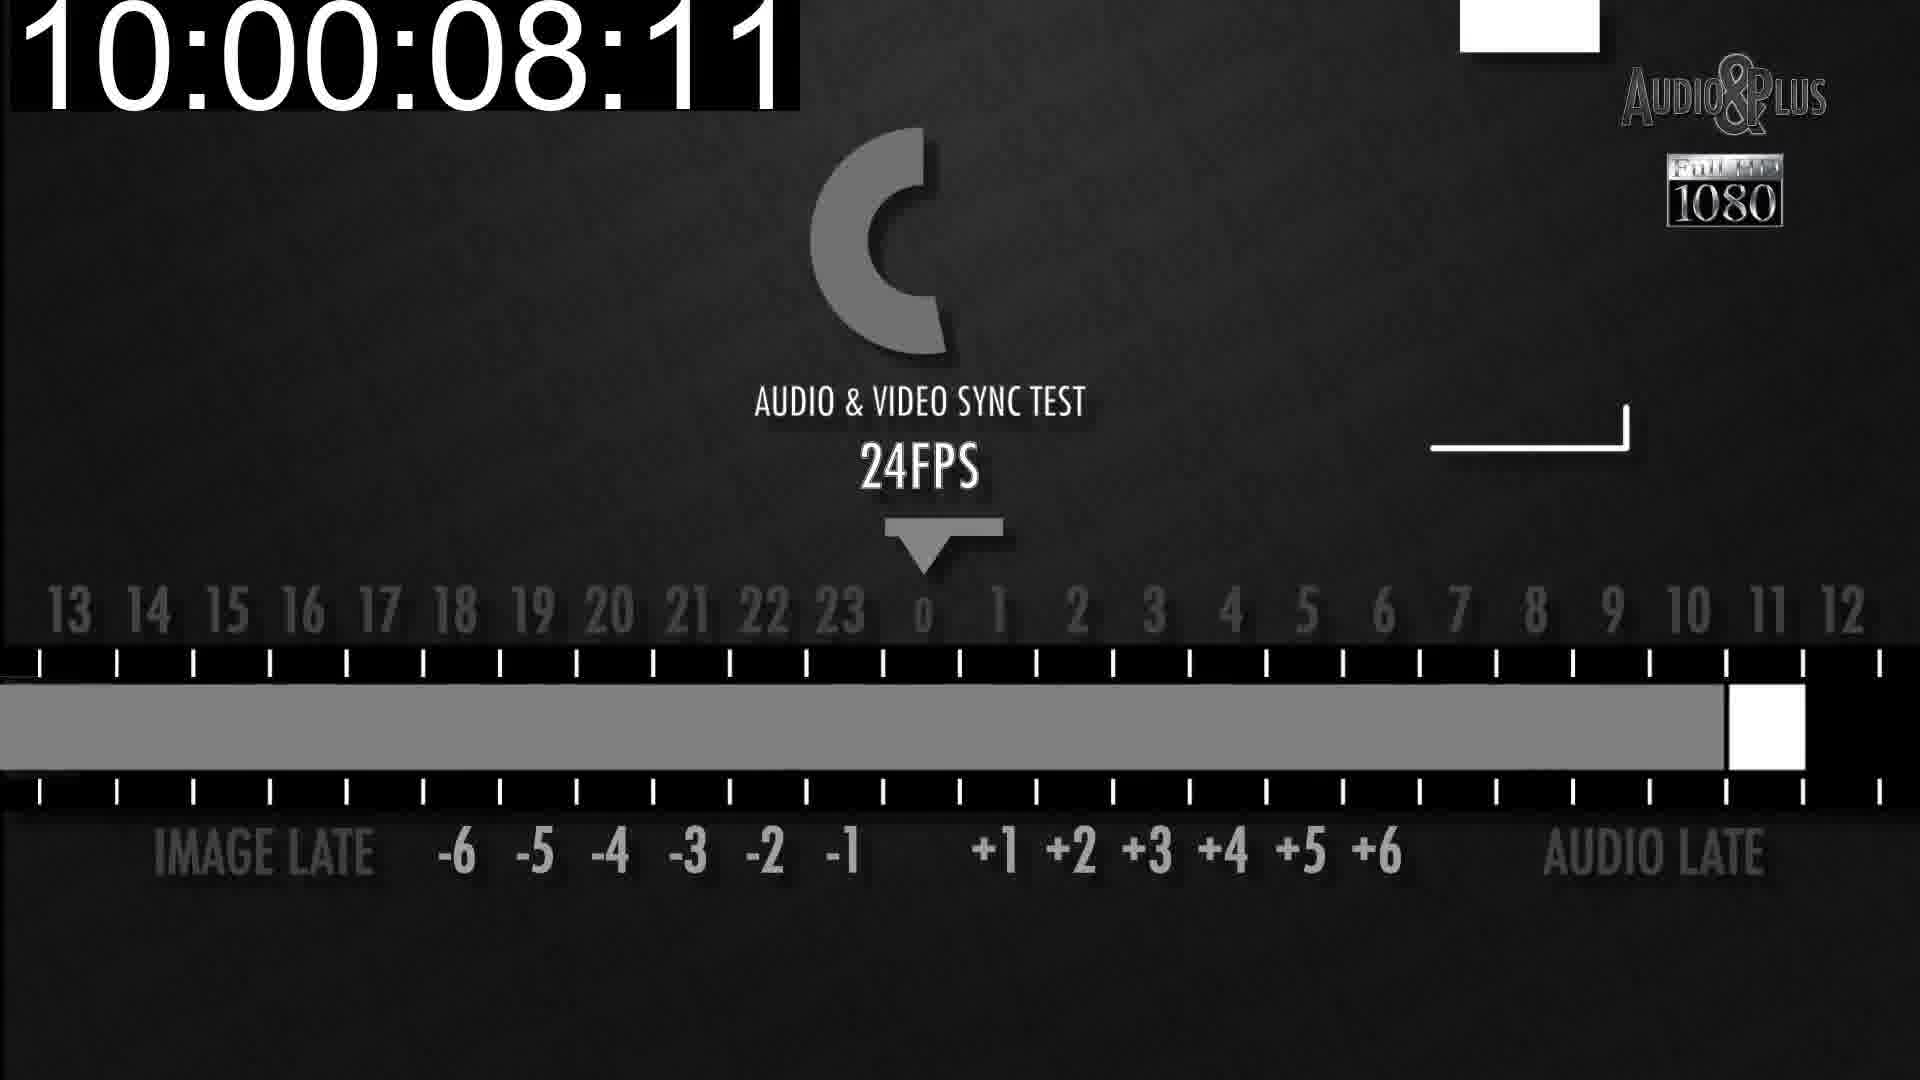 10:00:08:11
AUDIO&PLUS
FULL HD
1080
AUDIO & VIDEO SYNC TEST
24FPS
13 14 15 16 17 18 19 20 21 22 23 0 1 2 3 4 5 6 7 8 9 10 11 12
IMAGE LATE -6 -5 -4 -3 -2 -1 +1 +2 +3 +4 +5 +6 AUDIO LATE